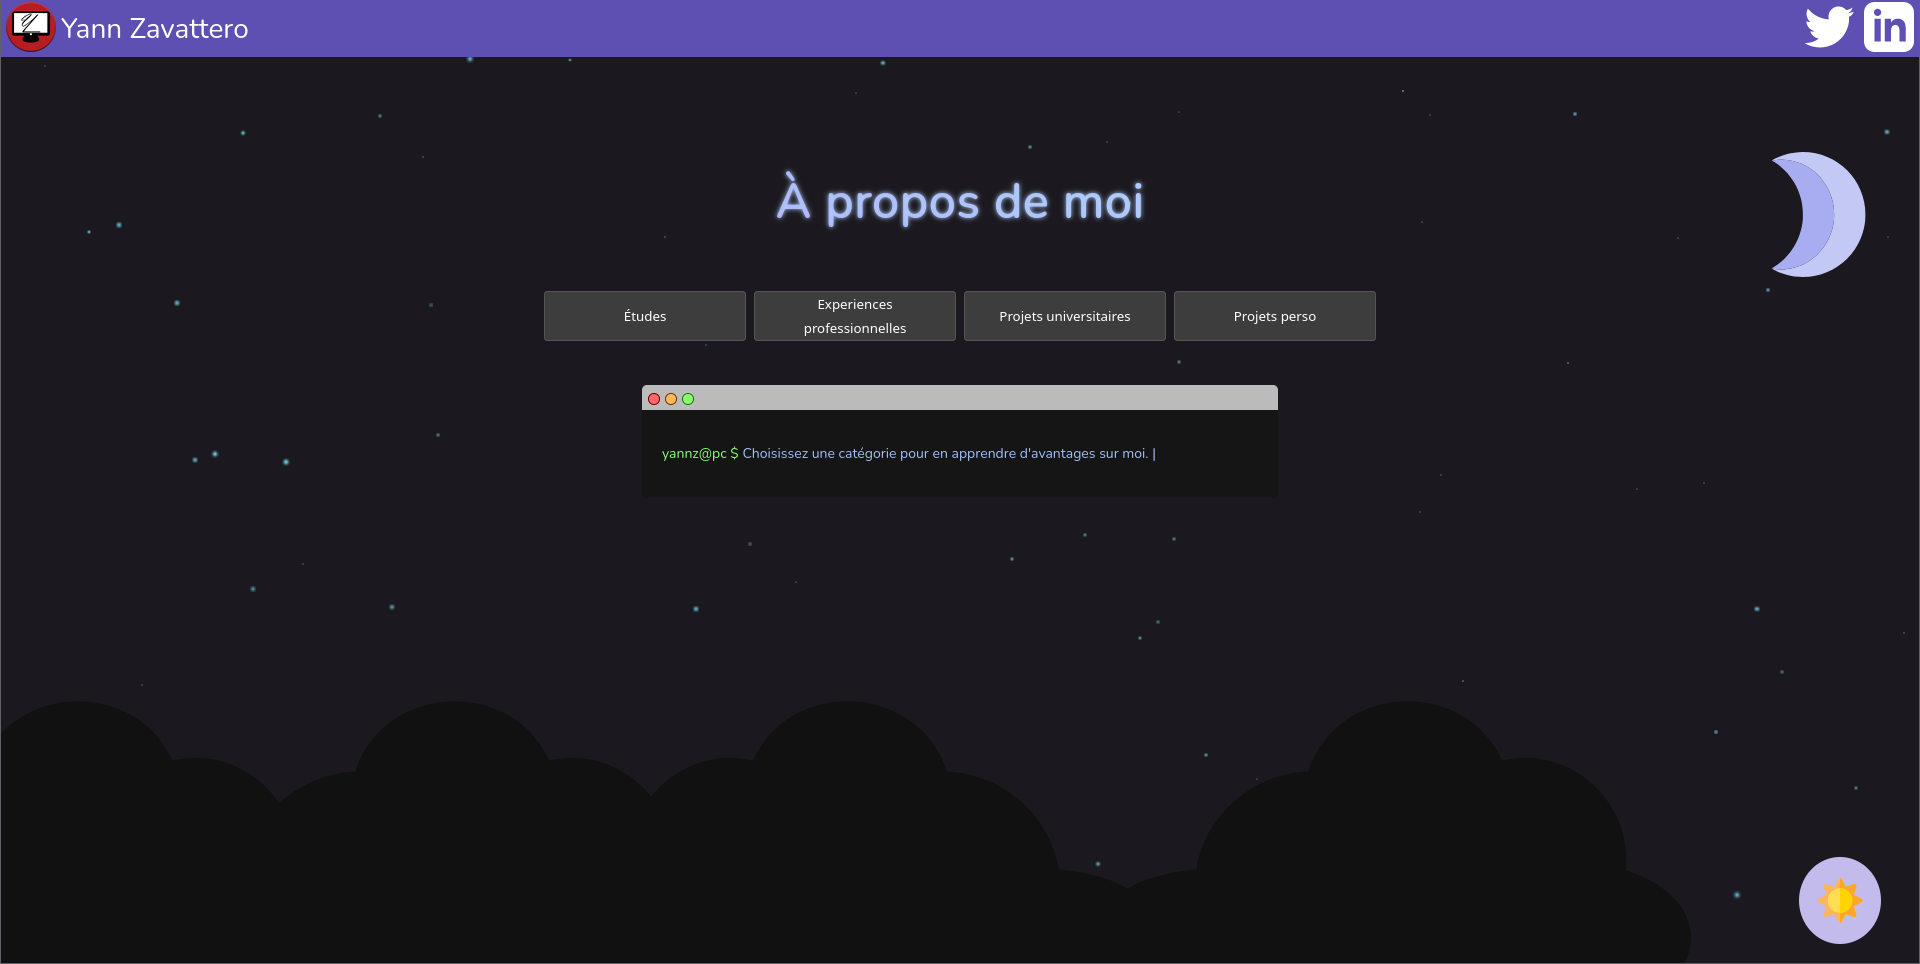 Yann Zavattero
in
À propos de moi
Études
Experiences
professionnelles
Projets universitaires
Projets perso
yannz@pc $ Choisissez une catégorie pour en apprendre d'avantages sur moi. |